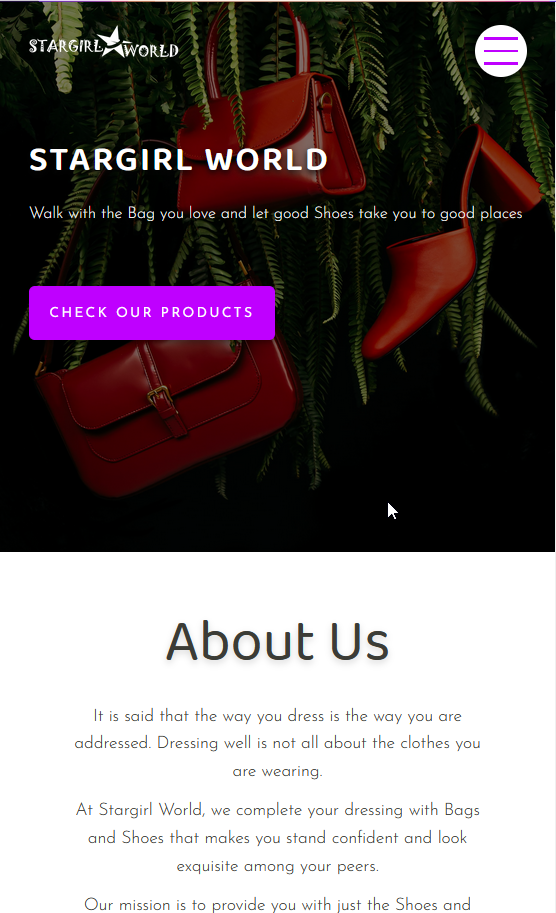 STARGIRL WORLD
STARGIRL WORLD
Walk with the Bag you love and let good Shoes take you to good places
CHECK OUR PRODUCTS
About Us
It is said that the way you dress is the way you are
addressed. Dressing well is not all about the clothes you
are wearing.
At Stargirl World, we complete your dressing with Bags
and Shoes that makes you stand confident and look
exquisite among your peers.
Our mission is to provide you with just the Shoes and